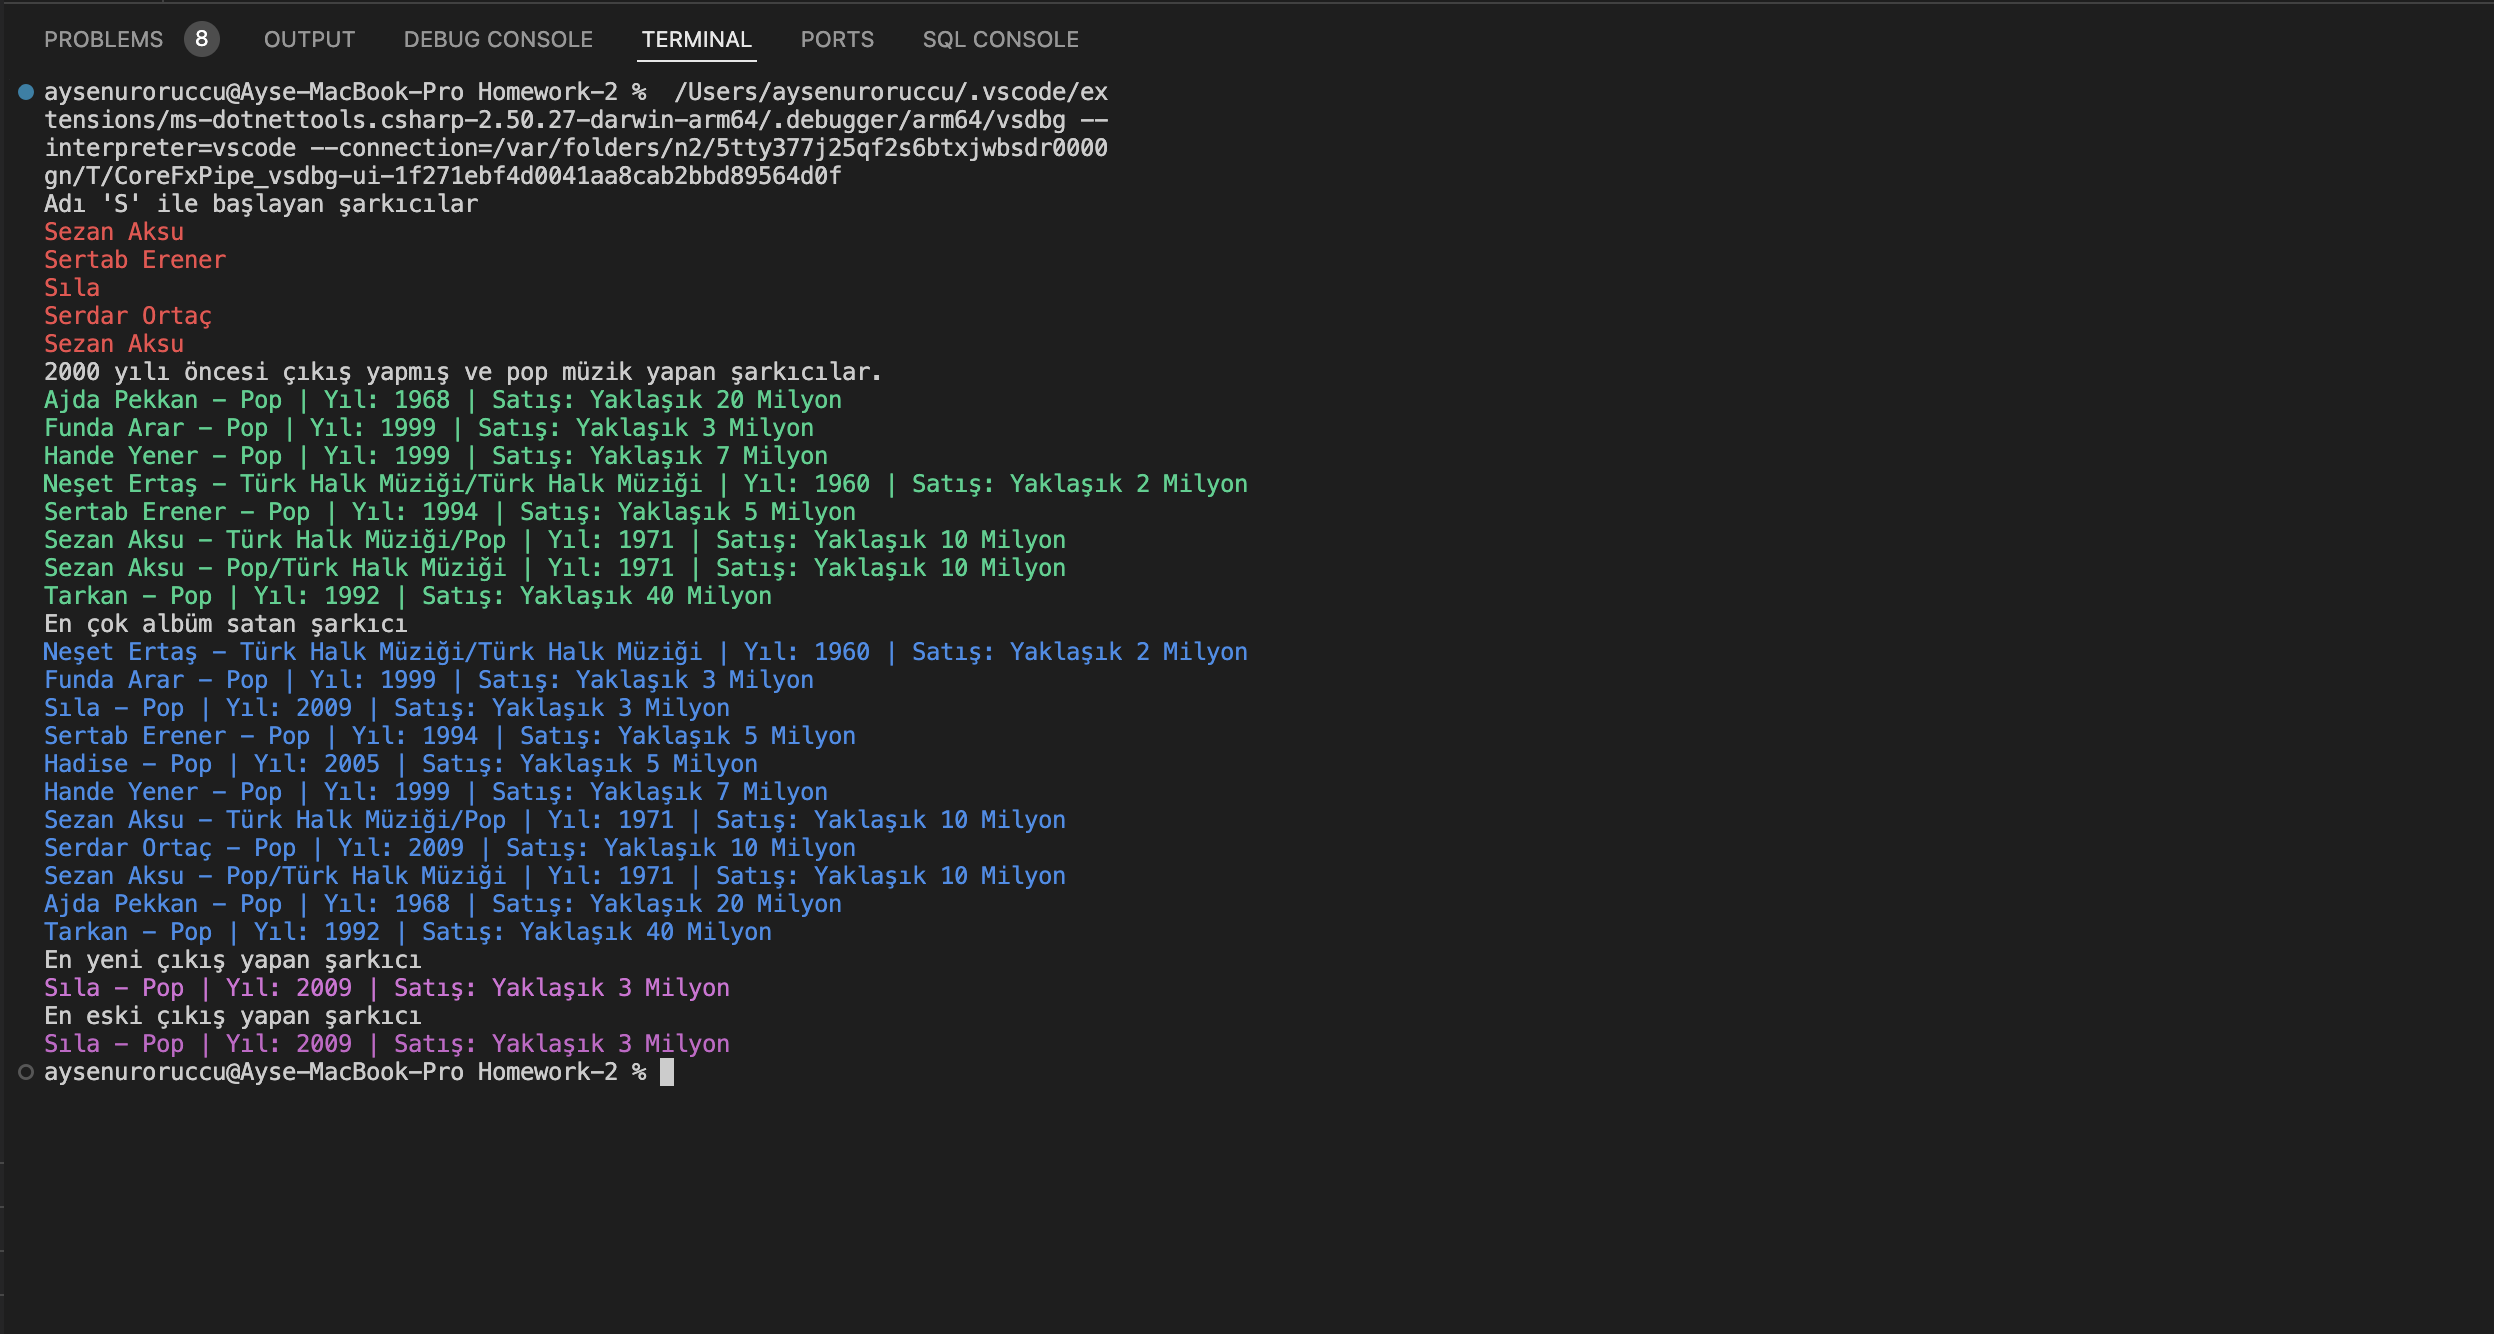 PROBLEMS 8 OUTPUT DEBUG CONSOLE TERMINAL PORTS SQL CONSOLE
aysenuroruccu@Ayse-MacBook-Pro Homework-2 %  /Users/aysenuroruccu/.vscode/ex
tensions/ms-dotnettools.csharp-2.50.27-darwin-arm64/.debugger/arm64/vsdbg --
interpreter=vscode --connection=/var/folders/n2/5tty377j25qf2s6btxjwbsdr0000
gn/T/CoreFxPipe_vsdbg-ui-1f271ebf4d0041aa8cab2bbd89564d0f
Adı 'S' ile başlayan şarkıcılar
Sezan Aksu
Sertab Erener
Sıla
Serdar Ortaç
Sezan Aksu
2000 yılı öncesi çıkış yapmış ve pop müzik yapan şarkıcılar.
Ajda Pekkan - Pop | Yıl: 1968 | Satış: Yaklaşık 20 Milyon
Funda Arar - Pop | Yıl: 1999 | Satış: Yaklaşık 3 Milyon
Hande Yener - Pop | Yıl: 1999 | Satış: Yaklaşık 7 Milyon
Neşet Ertaş - Türk Halk Müziği/Türk Halk Müziği | Yıl: 1960 | Satış: Yaklaşık 2 Milyon
Sertab Erener - Pop | Yıl: 1994 | Satış: Yaklaşık 5 Milyon
Sezan Aksu - Türk Halk Müziği/Pop | Yıl: 1971 | Satış: Yaklaşık 10 Milyon
Sezan Aksu - Pop/Türk Halk Müziği | Yıl: 1971 | Satış: Yaklaşık 10 Milyon
Tarkan - Pop | Yıl: 1992 | Satış: Yaklaşık 40 Milyon
En çok albüm satan şarkıcı
Neşet Ertaş - Türk Halk Müziği/Türk Halk Müziği | Yıl: 1960 | Satış: Yaklaşık 2 Milyon
Funda Arar - Pop | Yıl: 1999 | Satış: Yaklaşık 3 Milyon
Sıla - Pop | Yıl: 2009 | Satış: Yaklaşık 3 Milyon
Sertab Erener - Pop | Yıl: 1994 | Satış: Yaklaşık 5 Milyon
Hadise - Pop | Yıl: 2005 | Satış: Yaklaşık 5 Milyon
Hande Yener - Pop | Yıl: 1999 | Satış: Yaklaşık 7 Milyon
Sezan Aksu - Türk Halk Müziği/Pop | Yıl: 1971 | Satış: Yaklaşık 10 Milyon
Serdar Ortaç - Pop | Yıl: 2009 | Satış: Yaklaşık 10 Milyon
Sezan Aksu - Pop/Türk Halk Müziği | Yıl: 1971 | Satış: Yaklaşık 10 Milyon
Ajda Pekkan - Pop | Yıl: 1968 | Satış: Yaklaşık 20 Milyon
Tarkan - Pop | Yıl: 1992 | Satış: Yaklaşık 40 Milyon
En yeni çıkış yapan şarkıcı
Sıla - Pop | Yıl: 2009 | Satış: Yaklaşık 3 Milyon
En eski çıkış yapan şarkıcı
Sıla - Pop | Yıl: 2009 | Satış: Yaklaşık 3 Milyon
aysenuroruccu@Ayse-MacBook-Pro Homework-2 %